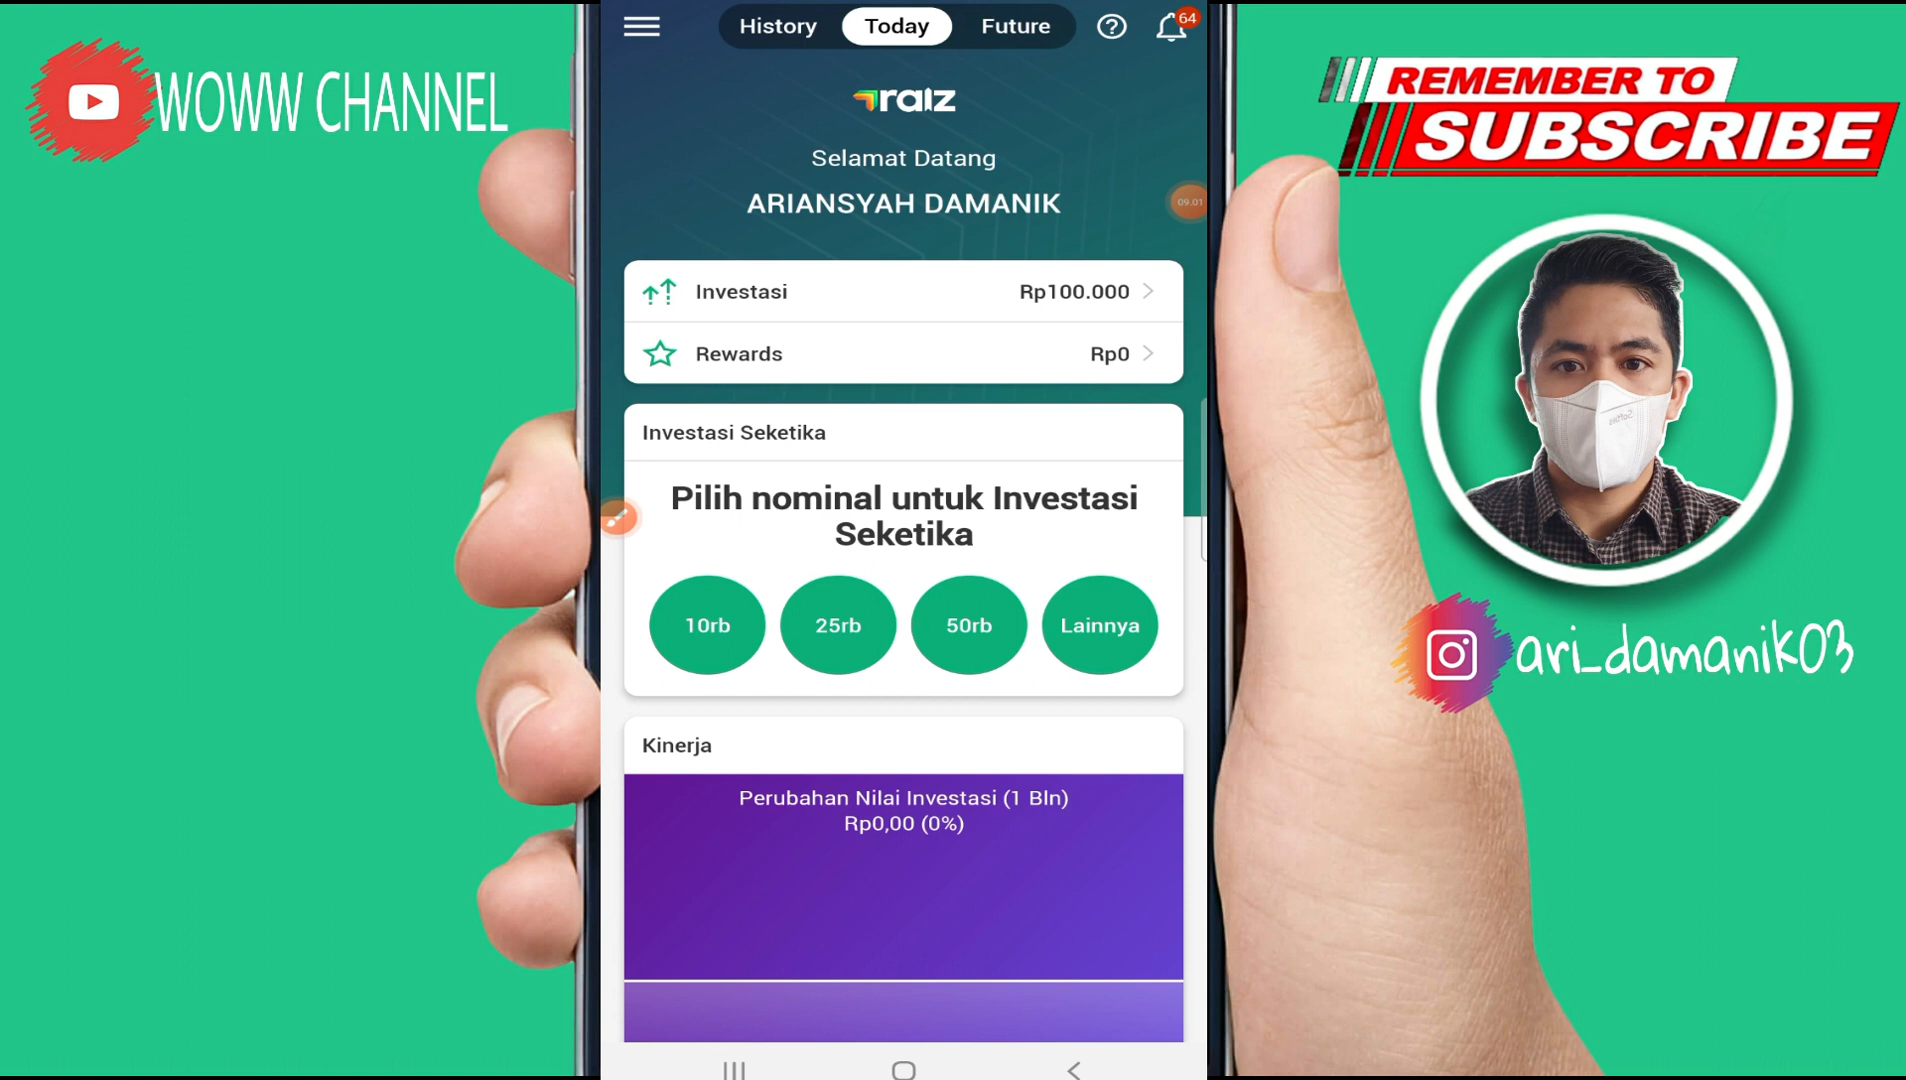 WOWW CHANNEL
History
Today
Future
64
raiz
Selamat Datang
ARIANSYAH DAMANIK
09.01
Investasi
Rp100.000
Rewards
Rp0
Investasi Seketika
Pilih nominal untuk Investasi
Seketika
10rb
25rb
50rb
Lainnya
Kinerja
Perubahan Nilai Investasi (1 Bln)
Rp0,00 (0%)
REMEMBER TO
SUBSCRIBE
ari_damanik03